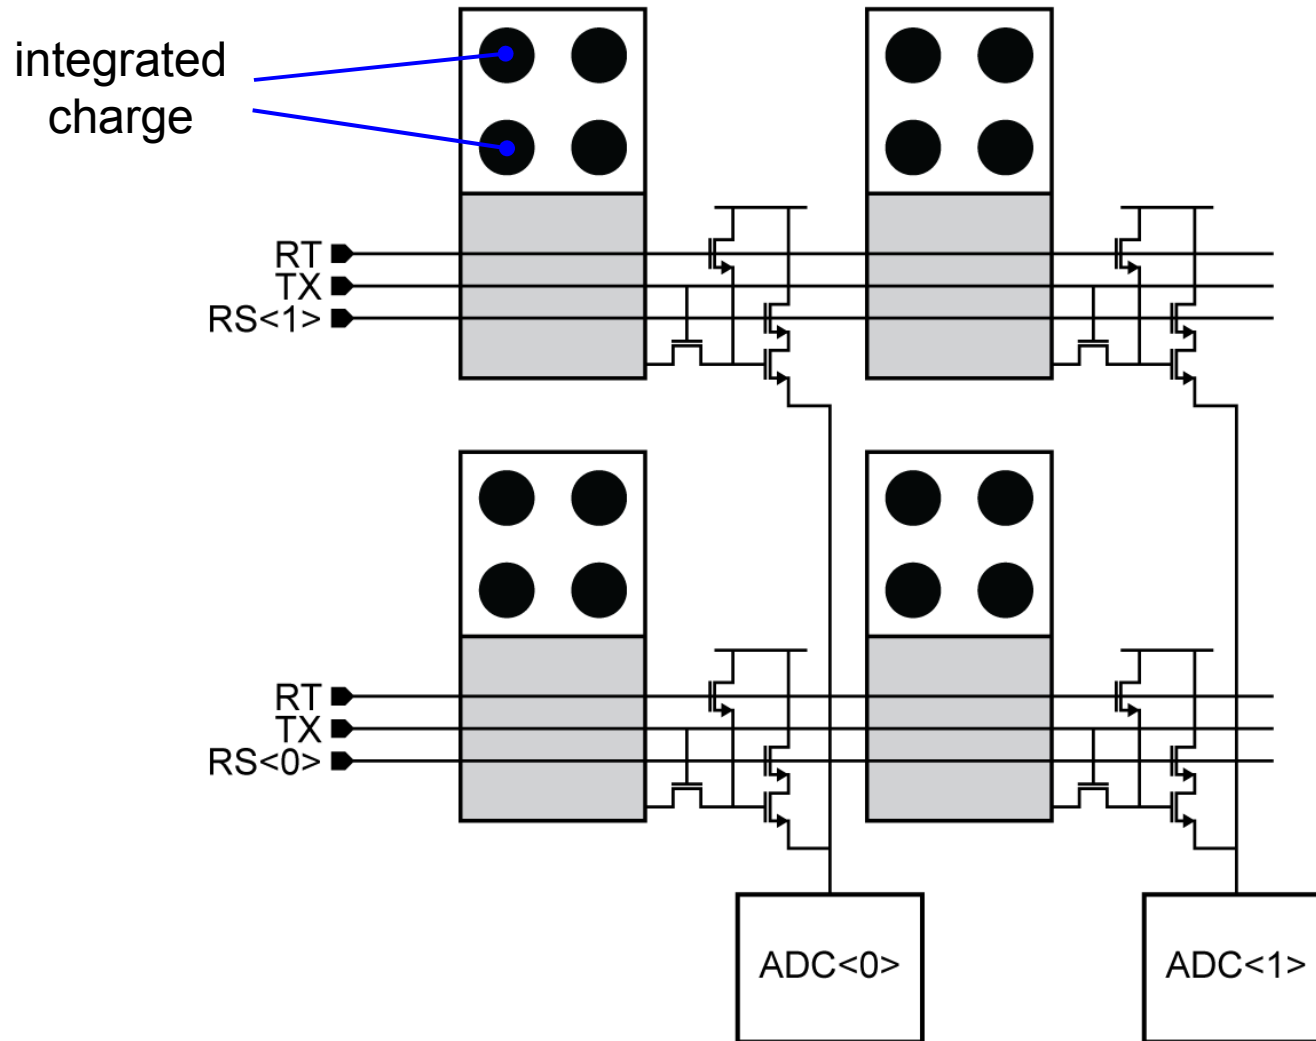 integrated
charge
RT
TX
RS<1>
RT
TX
RS<0>
ADC<0>
ADC<1>